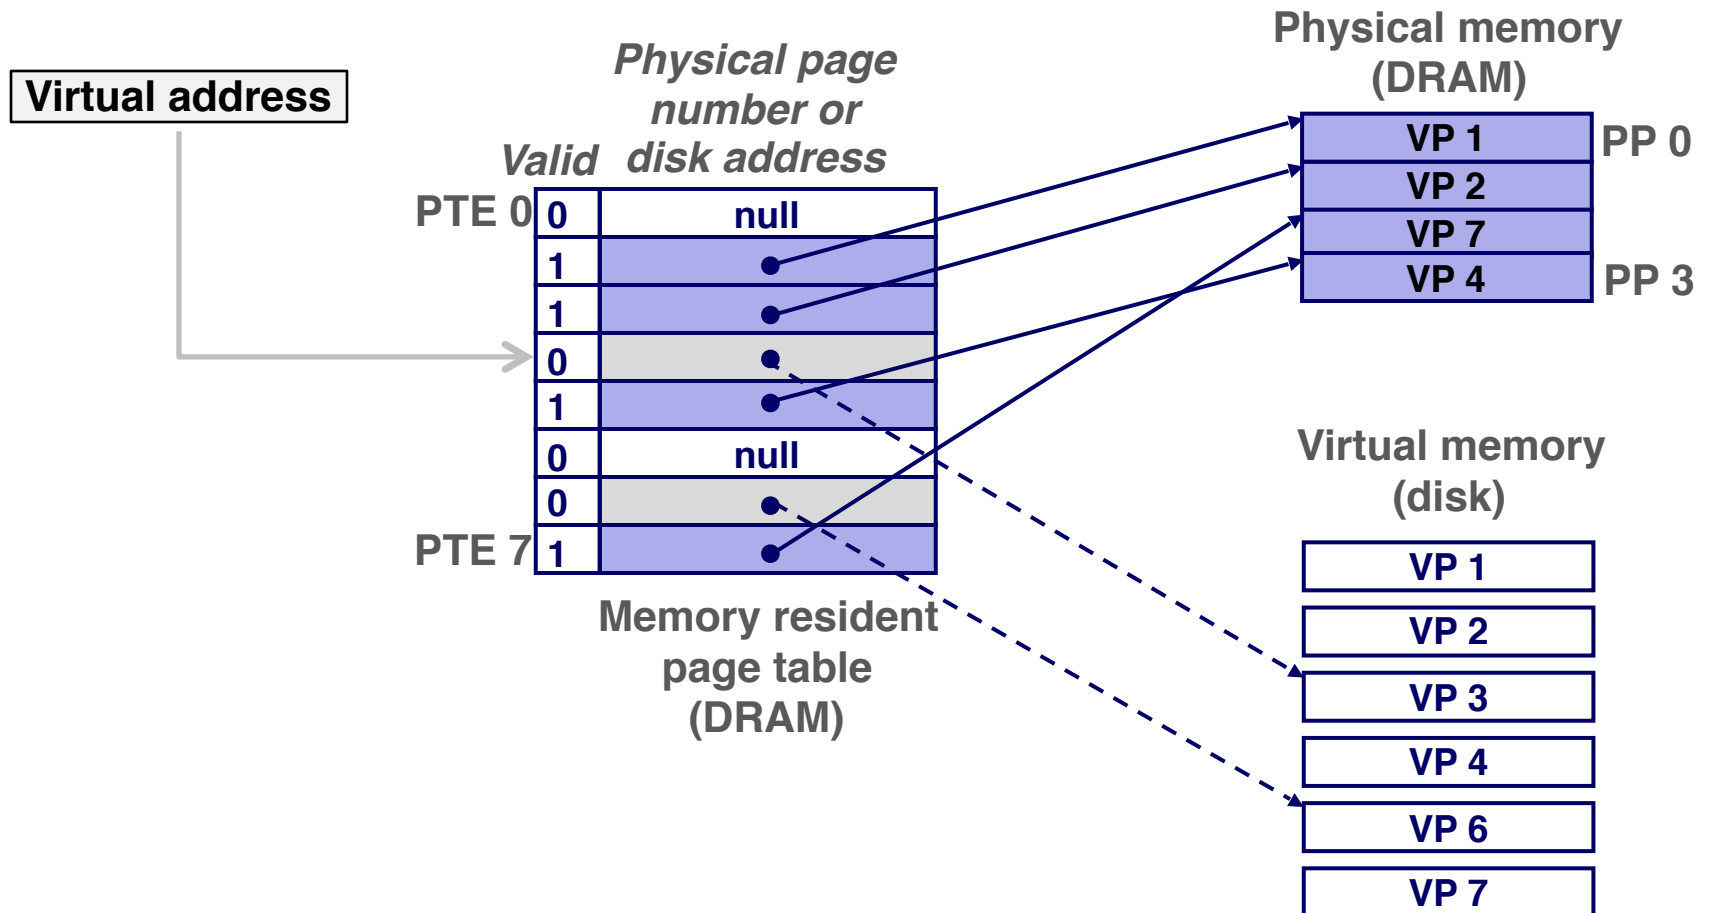 Virtual address
Physical page
number or
disk address
Valid
PTE 0
0
null
1
1
0
1
0
null
0
PTE 7
1
Memory resident
page table
(DRAM)
Physical memory
(DRAM)
VP 1
PP 0
VP 2
VP 7
VP 4
PP 3
Virtual memory
(disk)
VP 1
VP 2
VP 3
VP 4
VP 6
VP 7